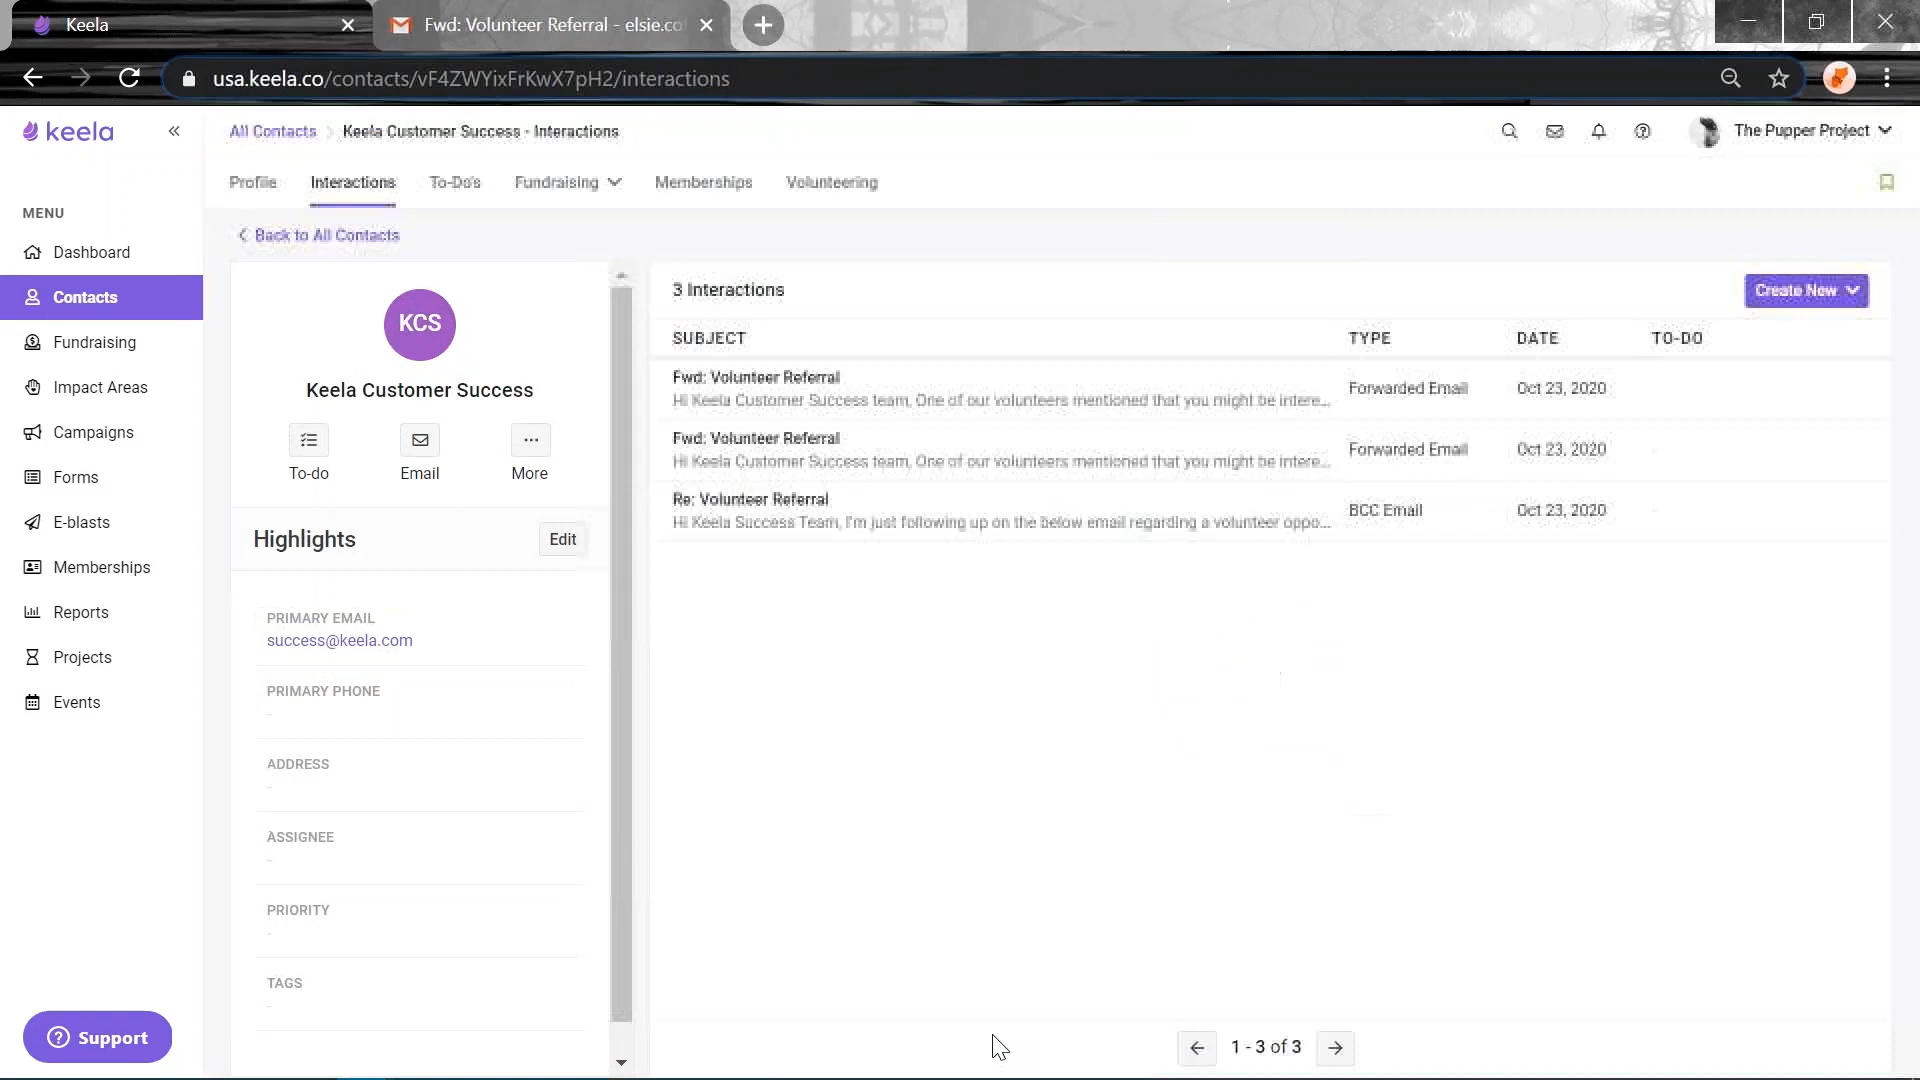 Keela
Fwd: Volunteer Referral - elsie.co
usa.keela.co/contacts/vF4ZWYixFrKwX7pH2/interactions
keela
All Contacts
Keela Customer Success - Interactions
The Pupper Project
Profile
Interactions
To-Do's
Fundraising
Memberships
Volunteering
MENU
Dashboard
Contacts
Fundraising
Impact Areas
Campaigns
Forms
E-blasts
Memberships
Reports
Projects
Events
Support
Back to All Contacts
KCS
Keela Customer Success
To-do
Email
More
Highlights
Edit
PRIMARY EMAIL
success@keela.com
PRIMARY PHONE
-
ADDRESS
-
ASSIGNEE
-
PRIORITY
-
TAGS
-
3 Interactions
Create New
SUBJECT TYPE DATE TO-DO
Fwd: Volunteer Referral
Hi Keela Customer Success team, One of our volunteers mentioned that you might be intere...
Forwarded Email Oct 23, 2020
Fwd: Volunteer Referral
Hi Keela Customer Success team, One of our volunteers mentioned that you might be intere...
Forwarded Email Oct 23, 2020 -
Re: Volunteer Referral
Hi Keela Success Team, I'm just following up on the below email regarding a volunteer oppo...
BCC Email Oct 23, 2020 -
1 - 3 of 3